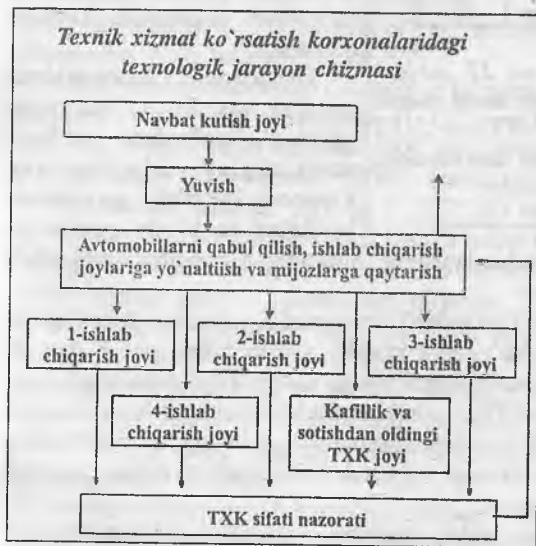 Texnik xizmat ko`rsatish korxonalaridagi
texnologik jarayon chizmasi
Navbat kutish joyi
Yuvish
Avtomobillarni qabul qilish, ishlab chiqarish
joylariga yo`naltiish va mijozlarga qaytarish
1-ishlab
chiqarish joyi
2-ishlab
chiqarish joyi
3-ishlab
chiqarish joyi
4-ishlab
chiqarish joyi
Kafillik va
sotishdan oldingi
TXK joyi
TXK sifati nazorati